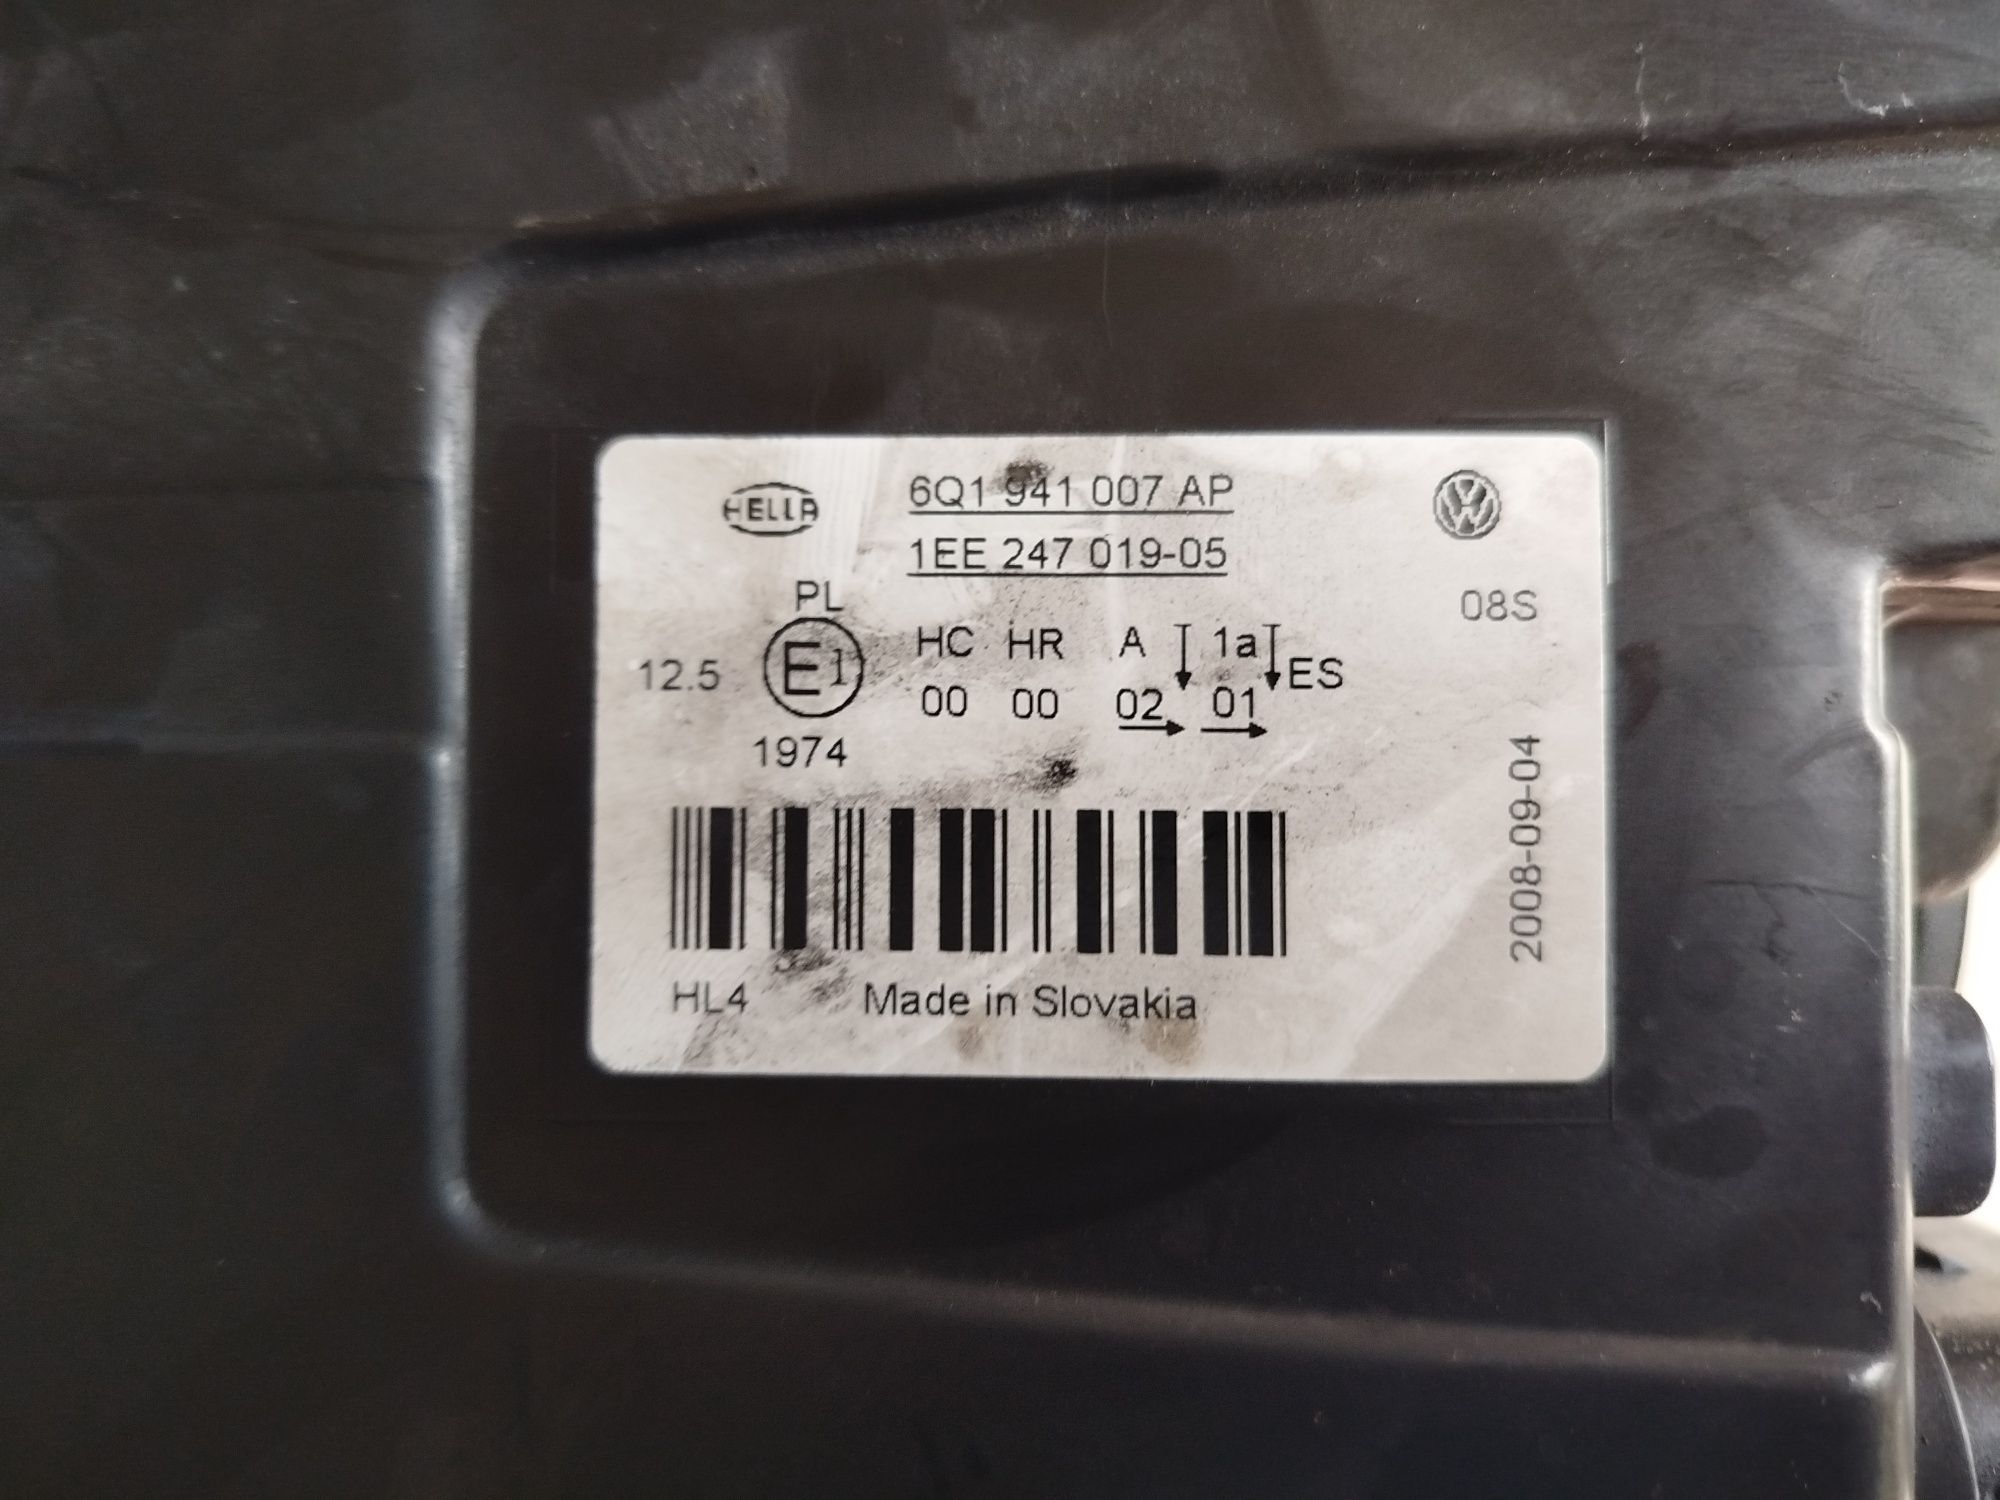 HELLA 6Q1 941 007 AP
1EE 247 019-05
08S
PL
12.5 E1 HC HR A 1a ES
00 00 02 01
1974
2008-09-04
HL4 Made in Slovakia